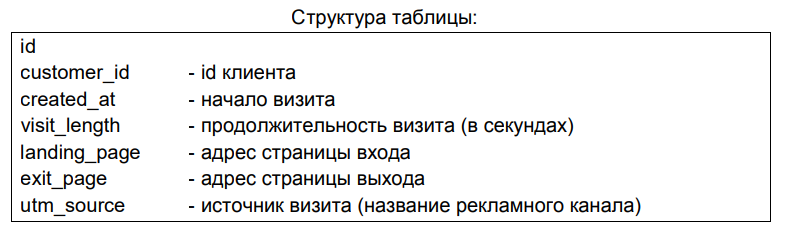 Структура таблицы:
id
customer_id - id клиента
created_at - начало визита
visit_length - продолжительность визита (в секундах)
landing_page - адрес страницы входа
exit_page - адрес страницы выхода
utm_source - источник визита (название рекламного канала)